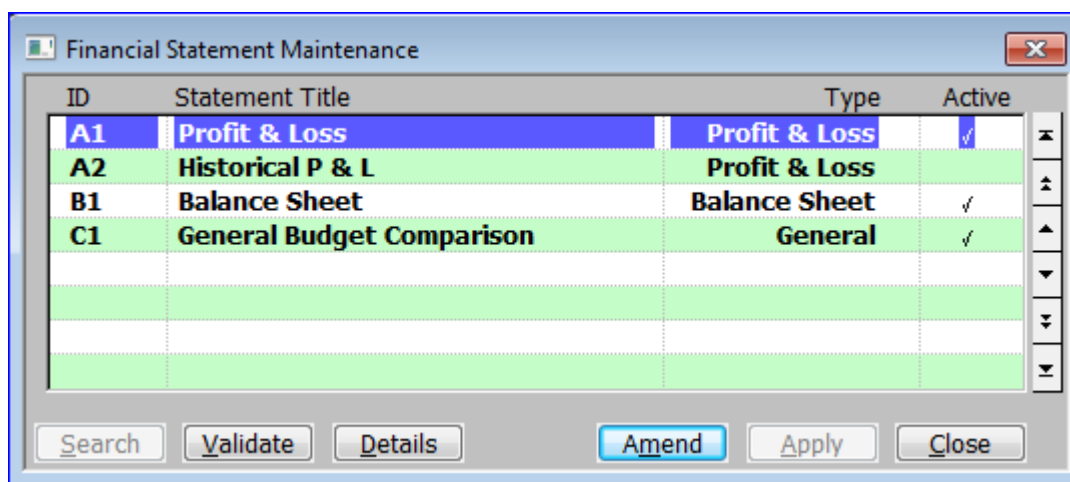 Financial Statement Maintenance
ID Statement Title Type Active
A1 Profit & Loss Profit & Loss √
A2 Historical P & L Profit & Loss
B1 Balance Sheet Balance Sheet √
C1 General Budget Comparison General √
Search Validate Details Amend Apply Close